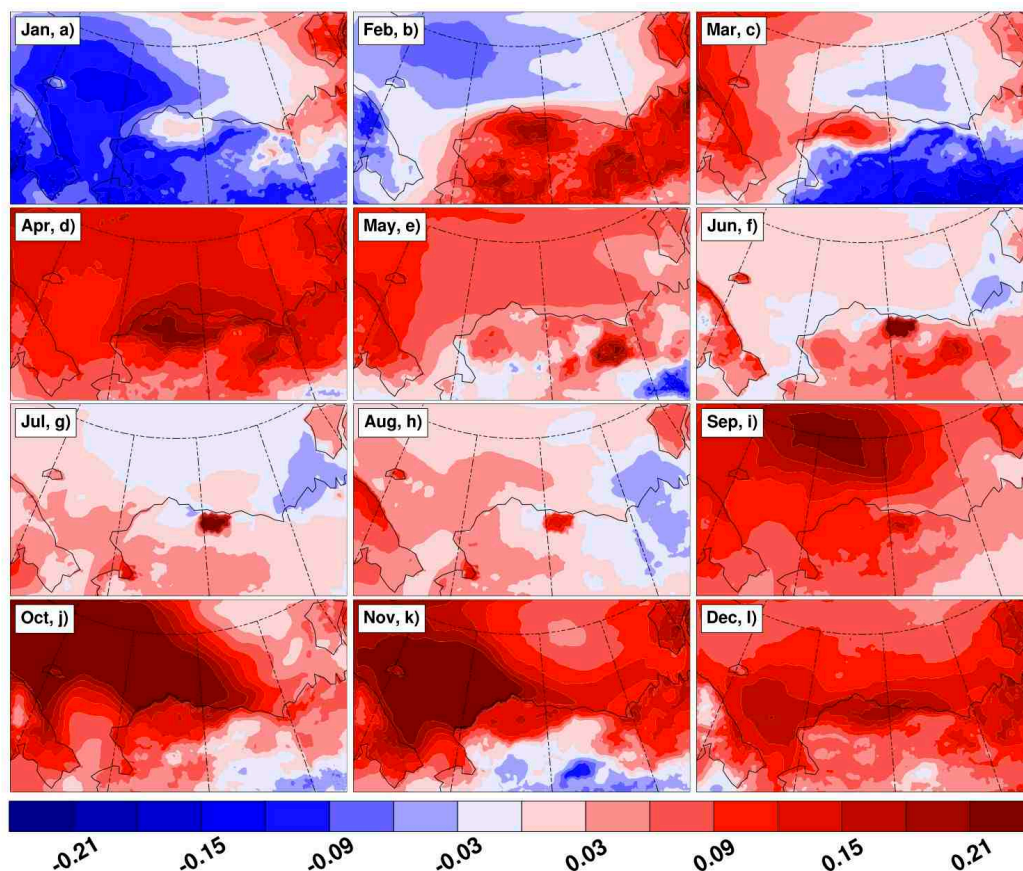 Jan, a) Feb, b) Mar, c)
Apr, d) May, e) Jun, f)
Jul, g) Aug, h) Sep, i)
Oct, j) Nov, k) Dec, l)
-0.21 -0.15 -0.09 -0.03 0.03 0.09 0.15 0.21